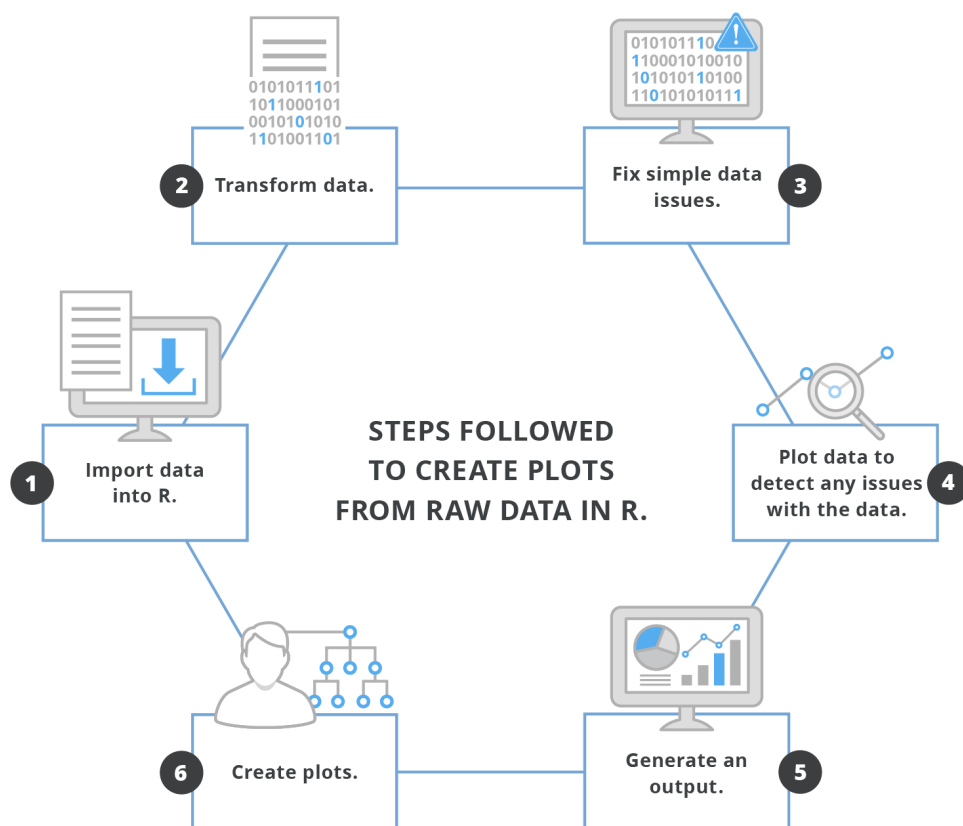 0101011101
1011000101
0010101010
1101001101
2
Transform data.
010101110
110001010010
101010110100
110101010111
Fix simple data
issues.
3
1
Import data
into R.
STEPS FOLLOWED
TO CREATE PLOTS
FROM RAW DATA IN R.
Plot data to
detect any issues
with the data.
4
6
Create plots.
Generate an
output.
5